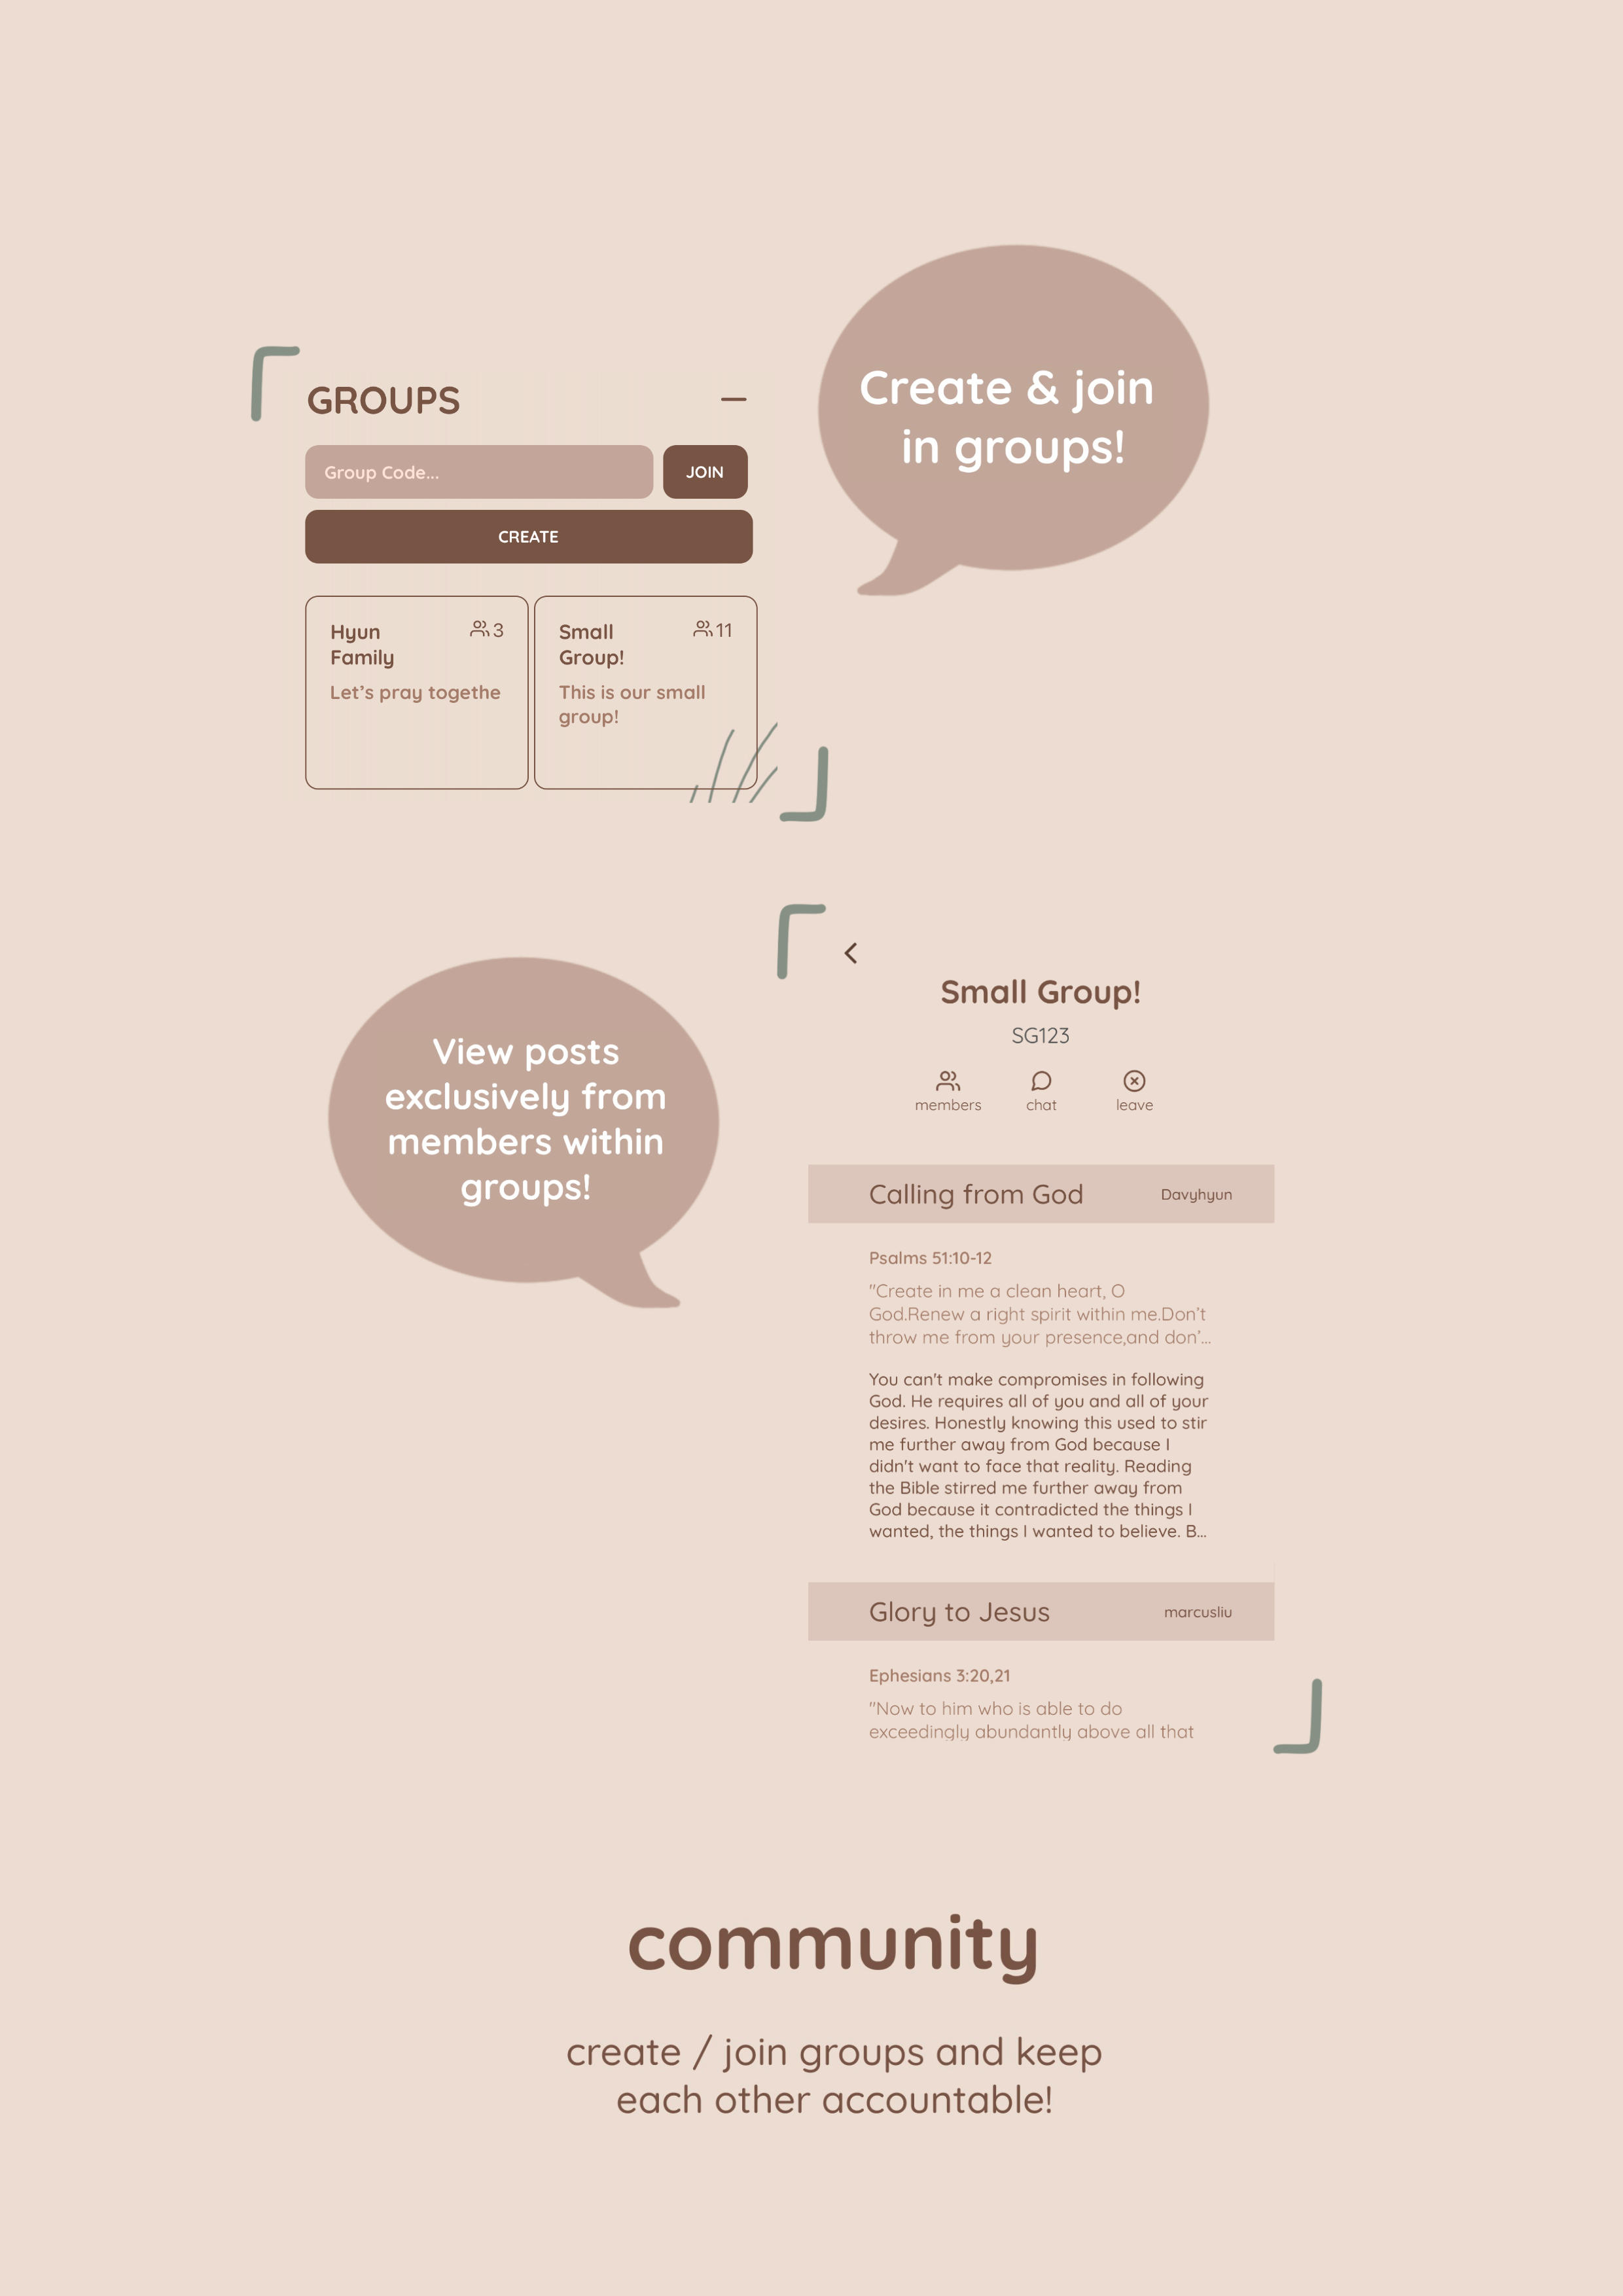 Create & join
in groups!
GROUPS
Group Code...
JOIN
CREATE
Hyun
Family
3
Let's pray togethe
Small
Group!
11
This is our small
group!
View posts
exclusively from
members within
groups!
Small Group!
SG123
members
chat
leave
Calling from God
Davyhyun
Psalms 51:10-12
"Create in me a clean heart, O
God.Renew a right spirit within me.Don't
throw me from your presence,and don'...
You can't make compromises in following
God. He requires all of you and all of your
desires. Honestly knowing this used to stir
me further away from God because I
didn't want to face that reality. Reading
the Bible stirred me further away from
God because it contradicted the things I
wanted, the things I wanted to believe. B...
Glory to Jesus
marcusliu
Ephesians 3:20,21
"Now to him who is able to do
exceedingly abundantly above all that
community
create / join groups and keep
each other accountable!